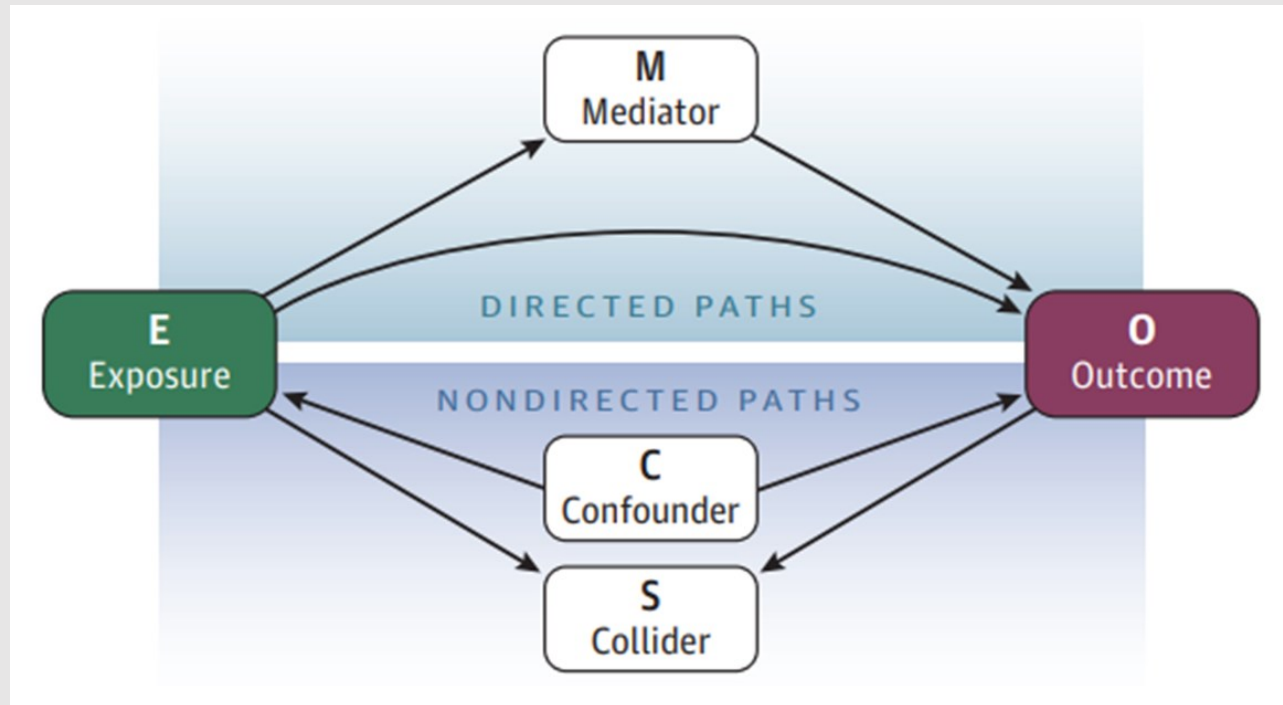 M
Mediator
DIRECTED PATHS
E
Exposure
O
Outcome
NONDIRECTED PATHS
C
Confounder
S
Collider